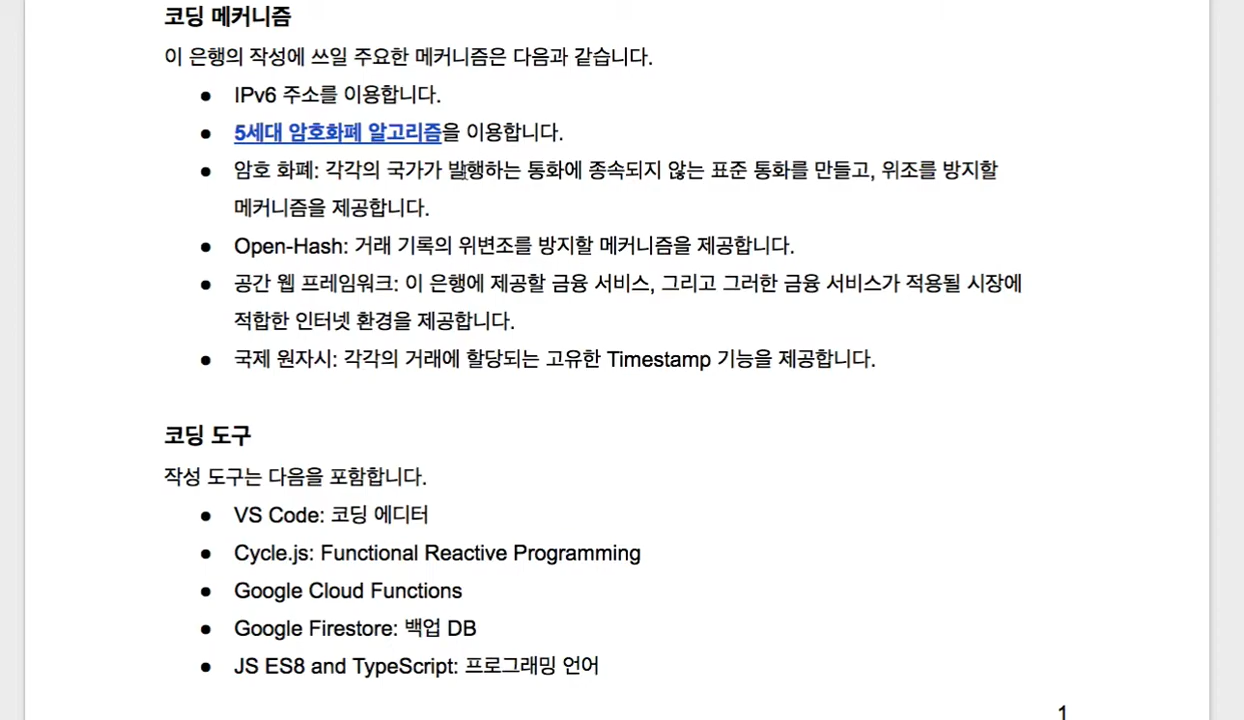 코딩 메커니즘
이 은행의 작성에 쓰일 주요한 메커니즘은 다음과 같습니다.
● IPv6 주소를 이용합니다.
● 5세대 암호화폐 알고리즘을 이용합니다.
● 암호 화폐: 각각의 국가가 발행하는 통화에 종속되지 않는 표준 통화를 만들고, 위조를 방지할
메커니즘을 제공합니다.
● Open-Hash: 거래 기록의 위변조를 방지할 메커니즘을 제공합니다.
● 공간 웹 프레임워크: 이 은행에 제공할 금융 서비스, 그리고 그러한 금융 서비스가 적용될 시장에
적합한 인터넷 환경을 제공합니다.
● 국제 원자시: 각각의 거래에 할당되는 고유한 Timestamp 기능을 제공합니다.
코딩 도구
작성 도구는 다음을 포함합니다.
● VS Code: 코딩 에디터
● Cycle.js: Functional Reactive Programming
● Google Cloud Functions
● Google Firestore: 백업 DB
● JS ES8 and TypeScript: 프로그래밍 언어
1